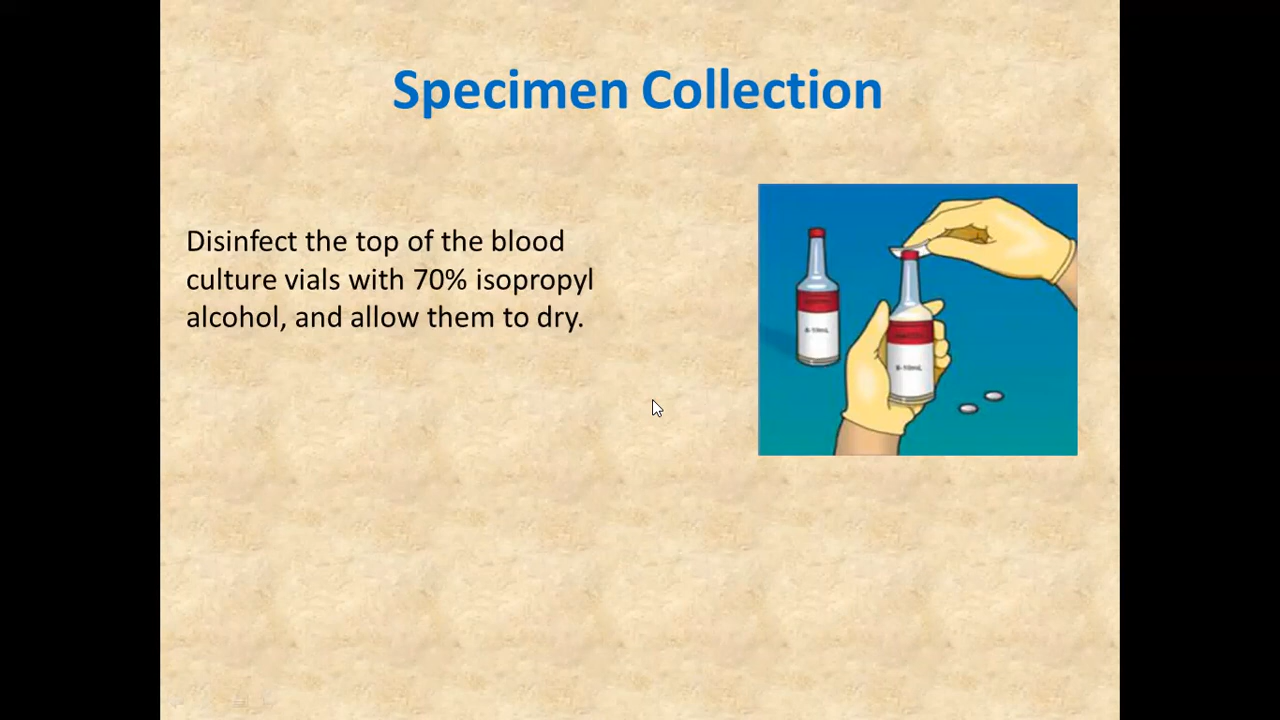 Specimen Collection
Disinfect the top of the blood
culture vials with 70% isopropyl
alcohol, and allow them to dry.